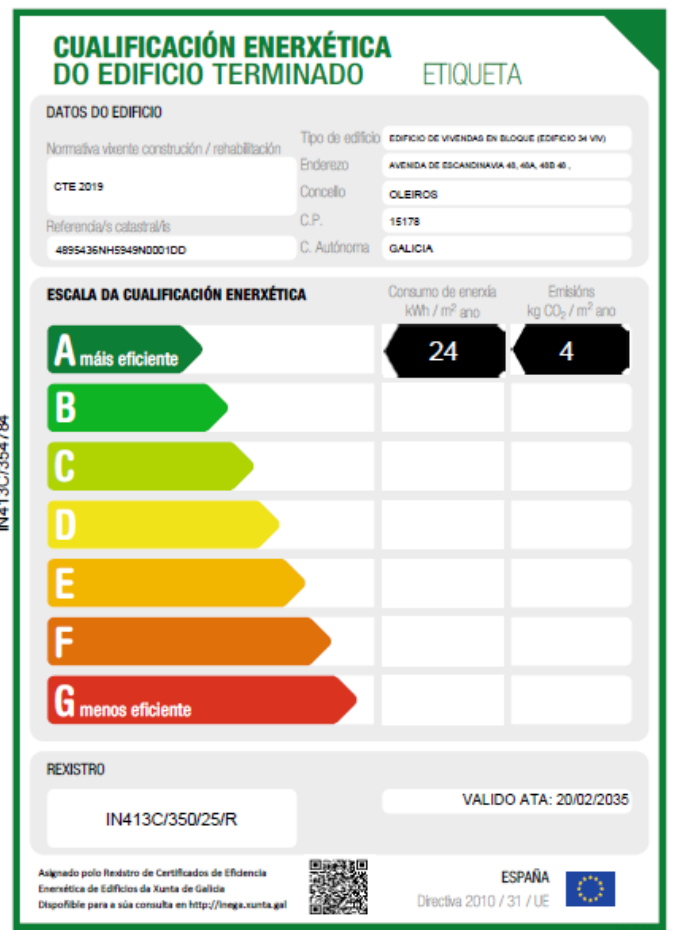 CUALIFICACIÓN ENERXÉTICA
DO EDIFICIO TERMINADO ETIQUETA
DATOS DO EDIFICIO
Normativa vixente construción / rehabilitación
CTE 2019
Referencia/s catastral/ls
4895436NH5949N0001DD
Tipo de edificio EDIFICIO DE VIVENDAS EN BLOQUE (EDIFICIO 34 VIV)
Enderezo AVENIDA DE ESCANDINAVIA 48, 48A, 48B 48 ,
Concello OLEIROS
C.P. 15178
C. Autónoma GALICIA
ESCALA DA CUALIFICACIÓN ENERXÉTICA
Consumo de enerxía
kWh / m² ano
Emisións
kg CO₂ / m² ano
A máis eficiente 24 4
B
C
D
E
F
G menos eficiente
IN413C/354784
REXISTRO
IN413C/350/25/R
VALIDO ATA: 20/02/2035
Asignado polo Rexistro de Certificados de Eficiencia
Enerxética de Edificios da Xunta de Galicia
Dispoñible para a súa consulta en http://inega.xunta.gal
ESPAÑA
Directiva 2010 / 31 / UE